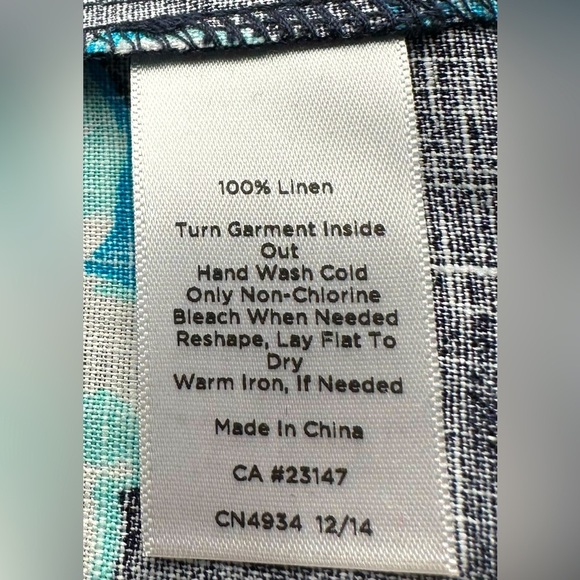 100% Linen
Turn Garment Inside
Out
Hand Wash Cold
Only Non-Chlorine
Bleach When Needed
Reshape, Lay Flat To
Dry
Warm Iron, If Needed
Made In China
CA #23147
CN4934 12/14